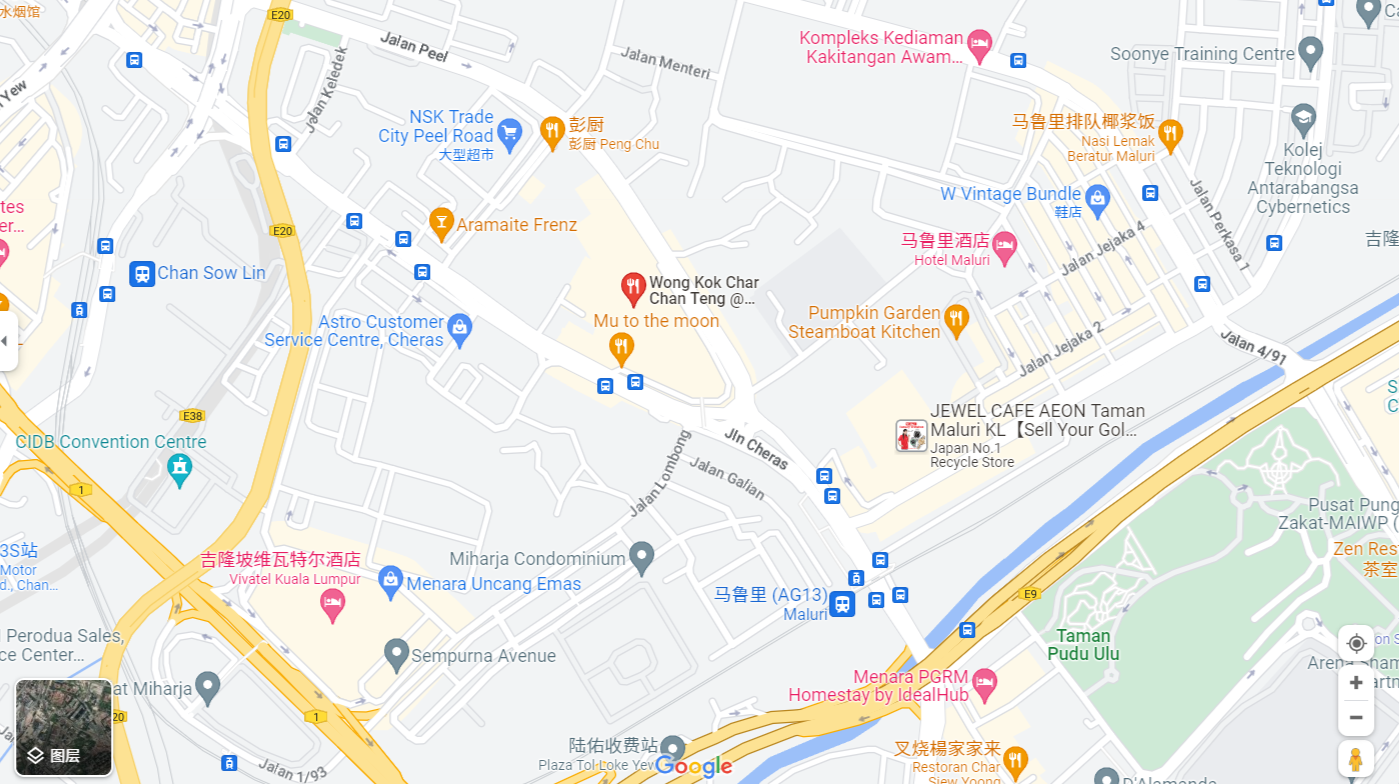 水烟馆
E20
Jalan Peel
Jalan Keledek
Jalan Menteri
Kompleks Kediaman
Kakitangan Awam...
Soonye Training Centre
Yew
NSK Trade
City Peel Road
大型超市
彭厨
彭厨 Peng Chu
马鲁里排队椰浆饭
Nasi Lemak
Beratur Maluri
Kolej
Teknologi
Antarabangsa
Cybernetics
W Vintage Bundle
鞋店
Jalan Perkasa 1
Aramaite Frenz
E20
马鲁里酒店
Hotel Maluri
Jalan Jejaka 4
Chan Sow Lin
Wong Kok Char
Chan Teng @...
Mu to the moon
Astro Customer
Service Centre, Cheras
Pumpkin Garden
Steamboat Kitchen
Jalan Jejaka 2
Jalan 4/91
E38
CIDB Convention Centre
JEWEL CAFE AEON Taman
Maluri KL【Sell Your Gol...
Japan No.1
Recycle Store
Jln Cheras
Jalan Lombong
Jalan Galian
1
Pusat Pung
Zakat-MAIWP (
3S站
Motor
d., Chan...
吉隆坡维瓦特尔酒店
Vivatel Kuala Lumpur
Menara Uncang Emas
Miharja Condominium
马鲁里 (AG13)
Maluri
Zen Res
茶室
E9
Perodua Sales,
ce Center...
Sempurna Avenue
Taman
Pudu Ulu
at Miharja
Menara PGRM
Homestay by IdealHub
20
1
图层
Jalan 1/93
陆佑收费站
Plaza Tol Loke Yew
Google
叉烧楊家家来
Restoran Char
Siew Yoong
D'Alamanda